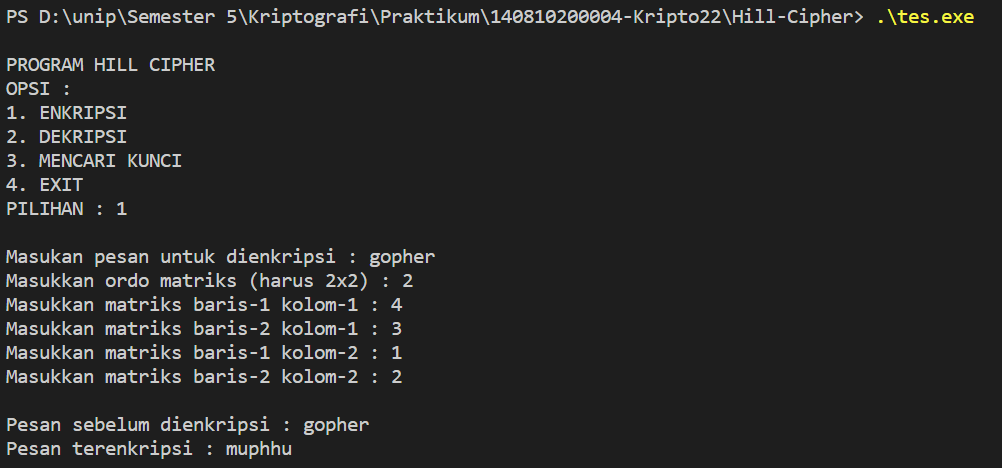 PS D:\unip\Semester 5\Kriptografi\Praktikum\140810200004-Kripto22\Hill-Cipher> .\tes.exe
PROGRAM HILL CIPHER
OPSI :
1. ENKRIPSI
2. DEKRIPSI
3. MENCARI KUNCI
4. EXIT
PILIHAN : 1
Masukan pesan untuk dienkripsi : gopher
Masukkan ordo matriks (harus 2x2) : 2
Masukkan matriks baris-1 kolom-1 : 4
Masukkan matriks baris-2 kolom-1 : 3
Masukkan matriks baris-1 kolom-2 : 1
Masukkan matriks baris-2 kolom-2 : 2
Pesan sebelum dienkripsi : gopher
Pesan terenkripsi : muphhu